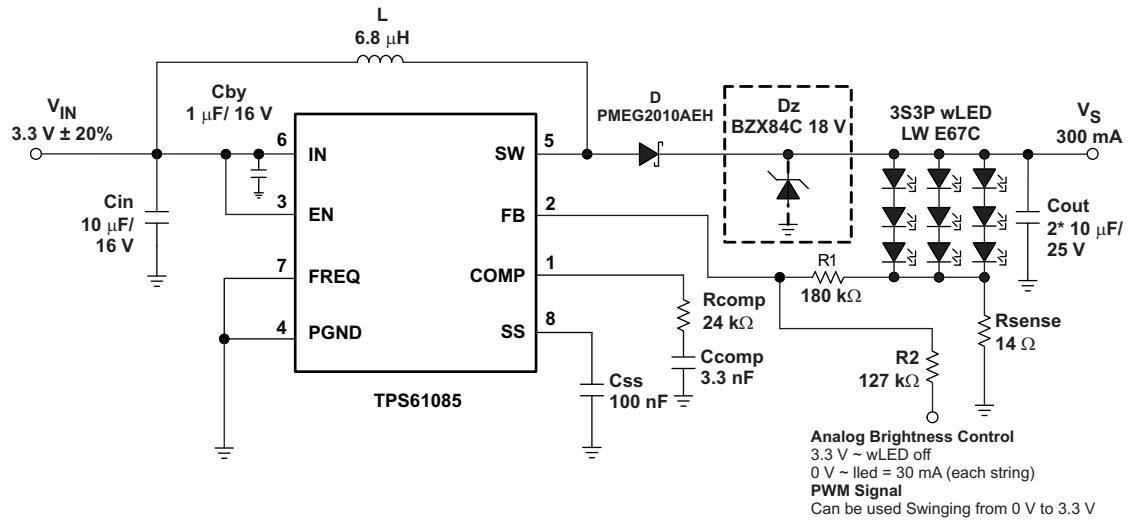 L
6.8 μH
Cby
1 μF/ 16 V
VIN
3.3 V ± 20%
D
PMEG2010AEH
Dz
BZX84C 18 V
3S3P wLED
LW E67C
VS
300 mA
6
IN
SW
5
3
EN
FB
2
Cin
10 μF/
16 V
Cout
2* 10 μF/
25 V
7
FREQ
COMP
1
R1
180 kΩ
4
PGND
SS
8
Rcomp
24 kΩ
Rsense
14 Ω
Ccomp
3.3 nF
R2
127 kΩ
Css
100 nF
TPS61085
Analog Brightness Control
3.3 V ~ wLED off
0 V ~ Iled = 30 mA (each string)
PWM Signal
Can be used Swinging from 0 V to 3.3 V